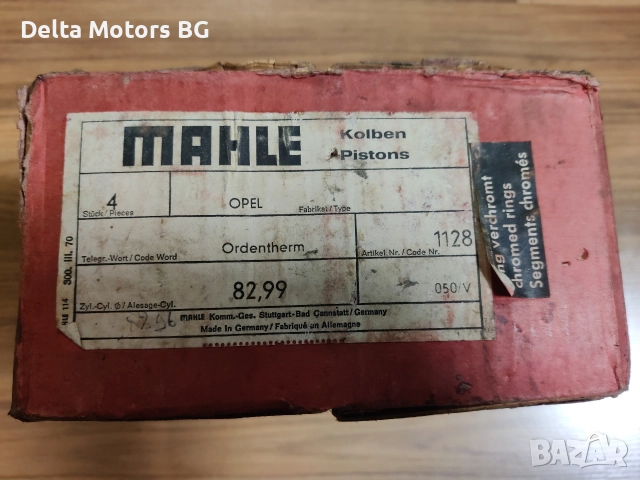 Delta Motors BG
MAHLE
Kolben
Pistons
4
OPEL
Stück/Pieces
Fabrikat/Type
Ordentherm
1128
Telegr.-Wort/Code Word
Artikel.Nr./Code Nr.
82,99
050/V
Zyl.-Cyl. Ø/Alesage-Cyl.
MAHLE Komm.-Ges. Stuttgart-Bad Cannstatt/Germany
Made in Germany/Fabriqué en Allemagne
114 300. III. 70
verchromt
chromed rings
Segments chromés
BAZAR